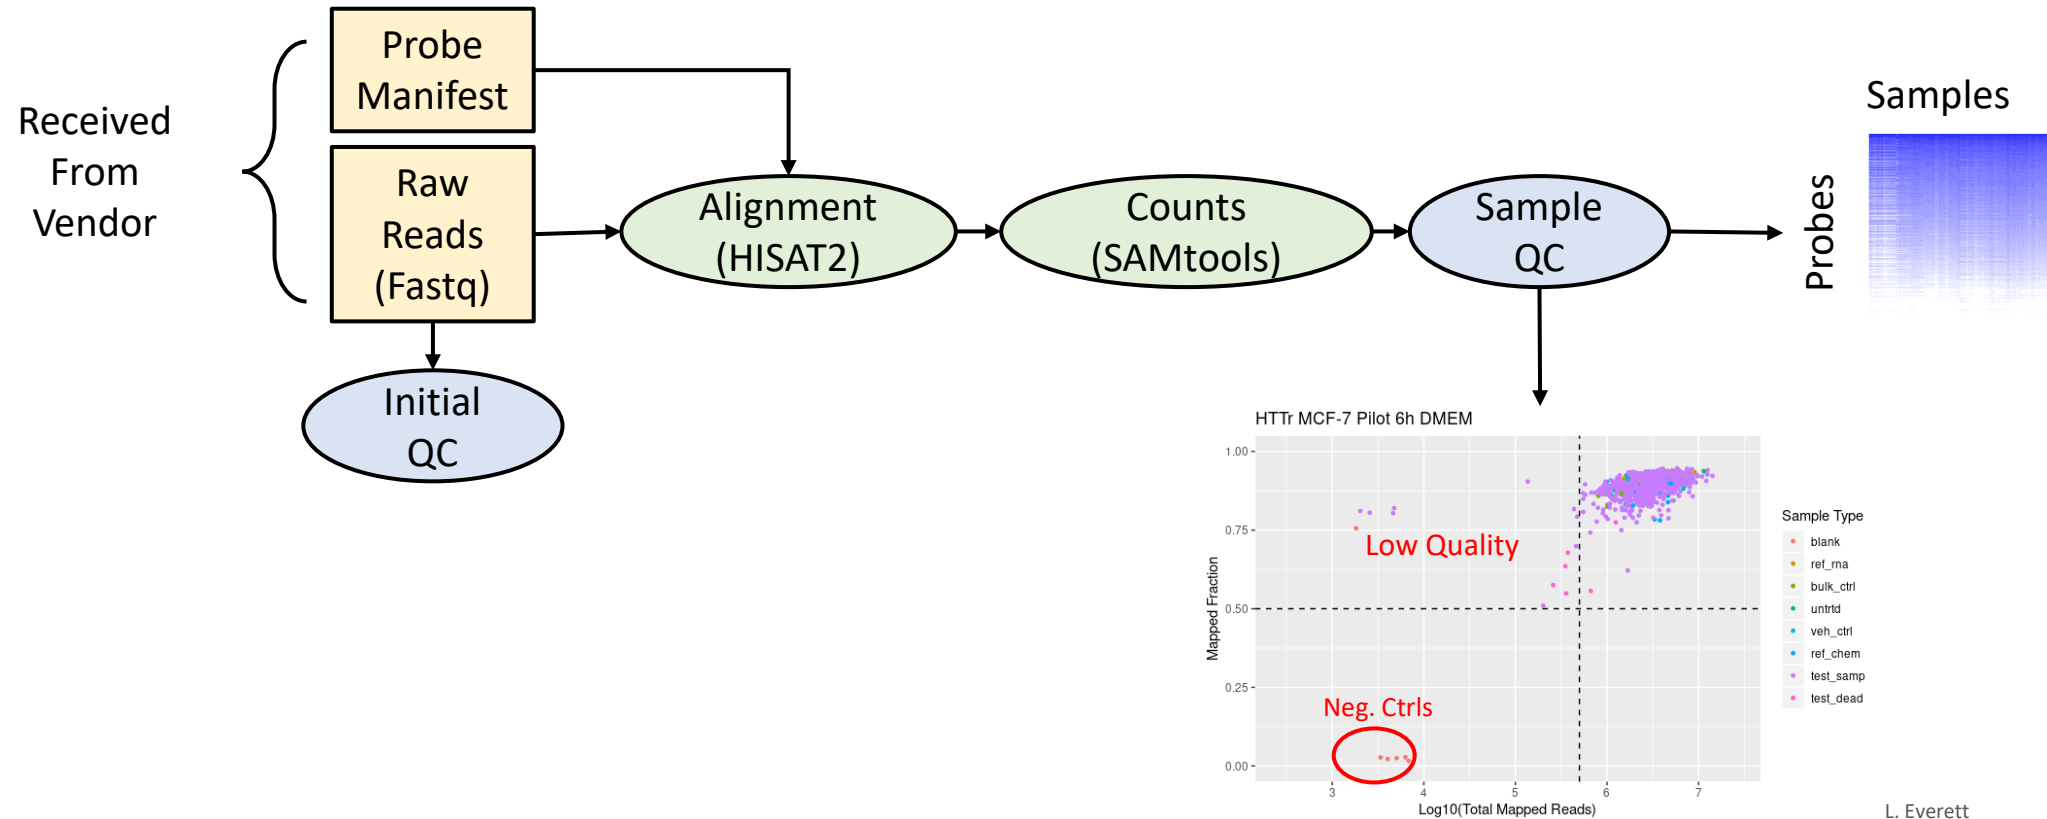 Received
From
Vendor
Probe
Manifest
Raw
Reads
(Fastq)
Initial
QC
Alignment
(HISAT2)
Counts
(SAMtools)
Sample
QC
Samples
Probes
HTTr MCF-7 Pilot 6h DMEM
1.00
0.75
0.50
0.25
0.00
Mapped Fraction
Low Quality
Neg. Ctrls
3 4 5 6 7
Log10(Total Mapped Reads)
Sample Type
blank
ref_rna
bulk_ctrl
untrtd
veh_ctrl
ref_chem
test_samp
test_dead
L. Everett